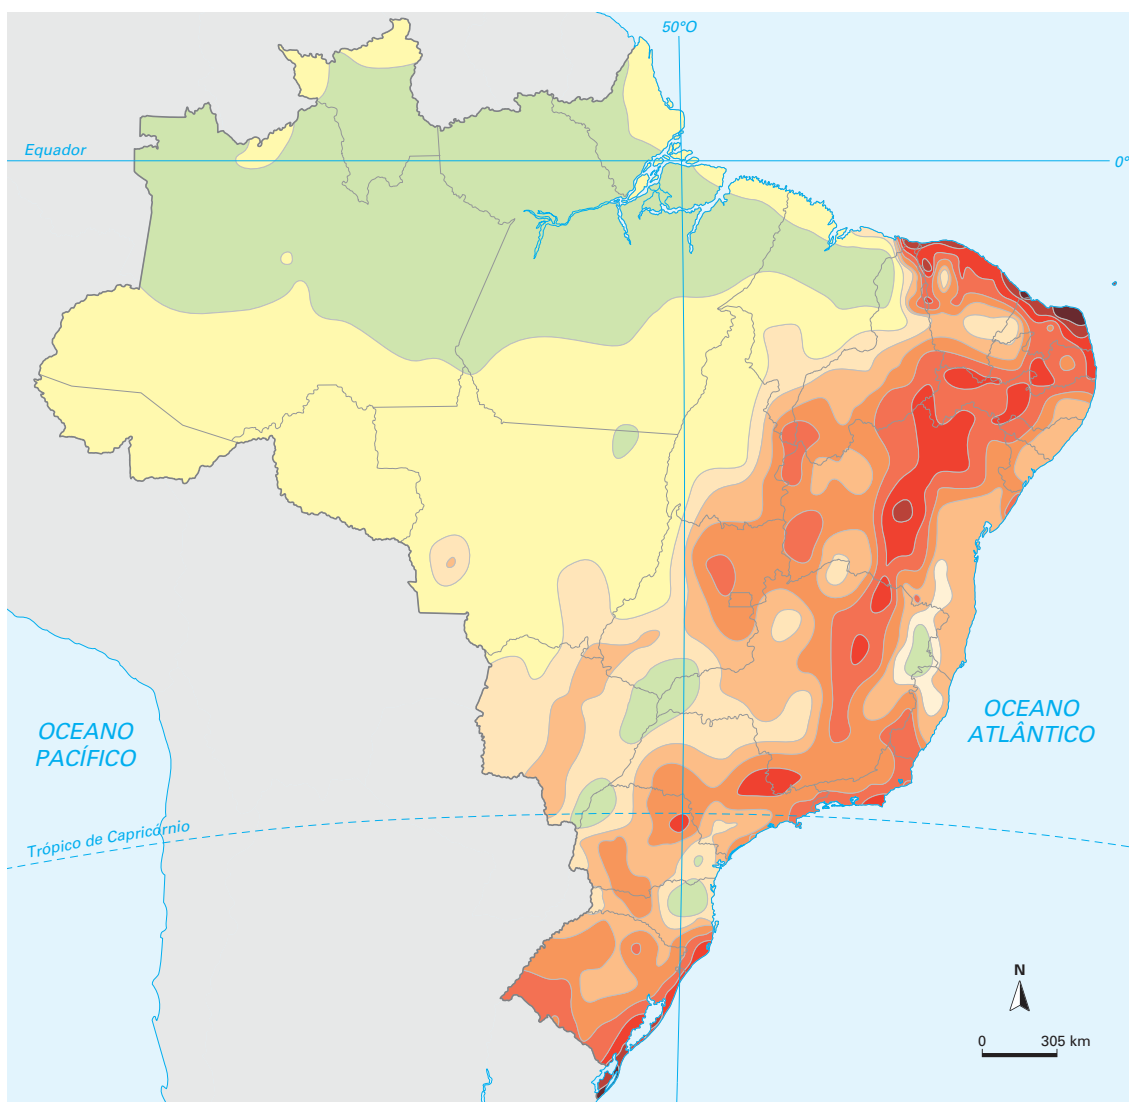 50°O
Equador
0°
OCEANO
PACÍFICO
OCEANO
ATLÂNTICO
Trópico de Capricórnio
N
0 305 km